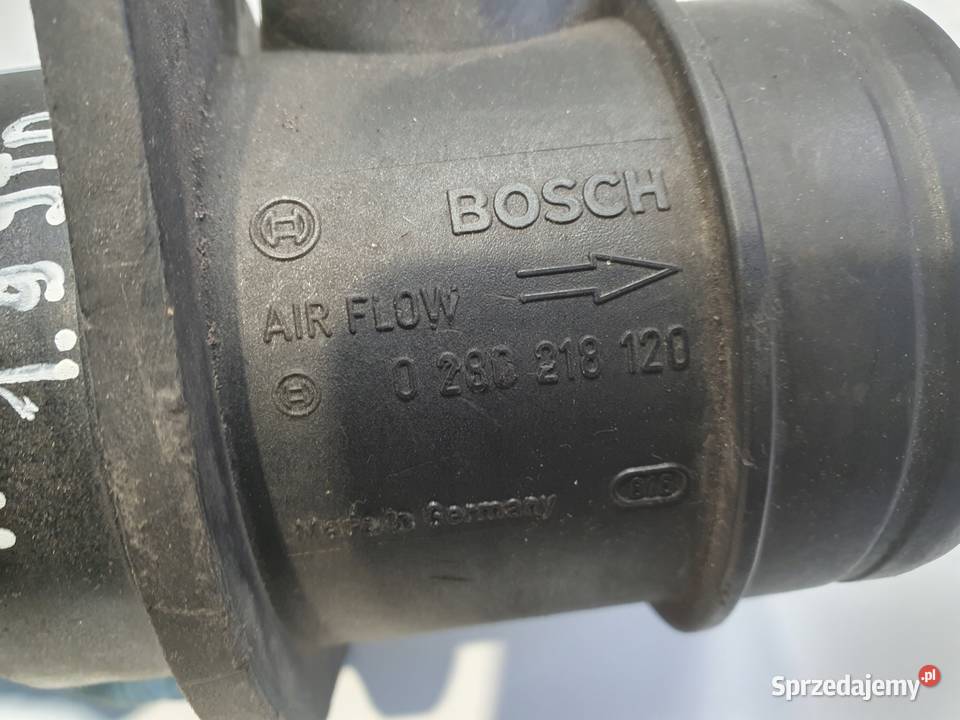 BOSCH
AIR FLOW
0 280 218 120
Made in Germany
Sprzedajemy.pl